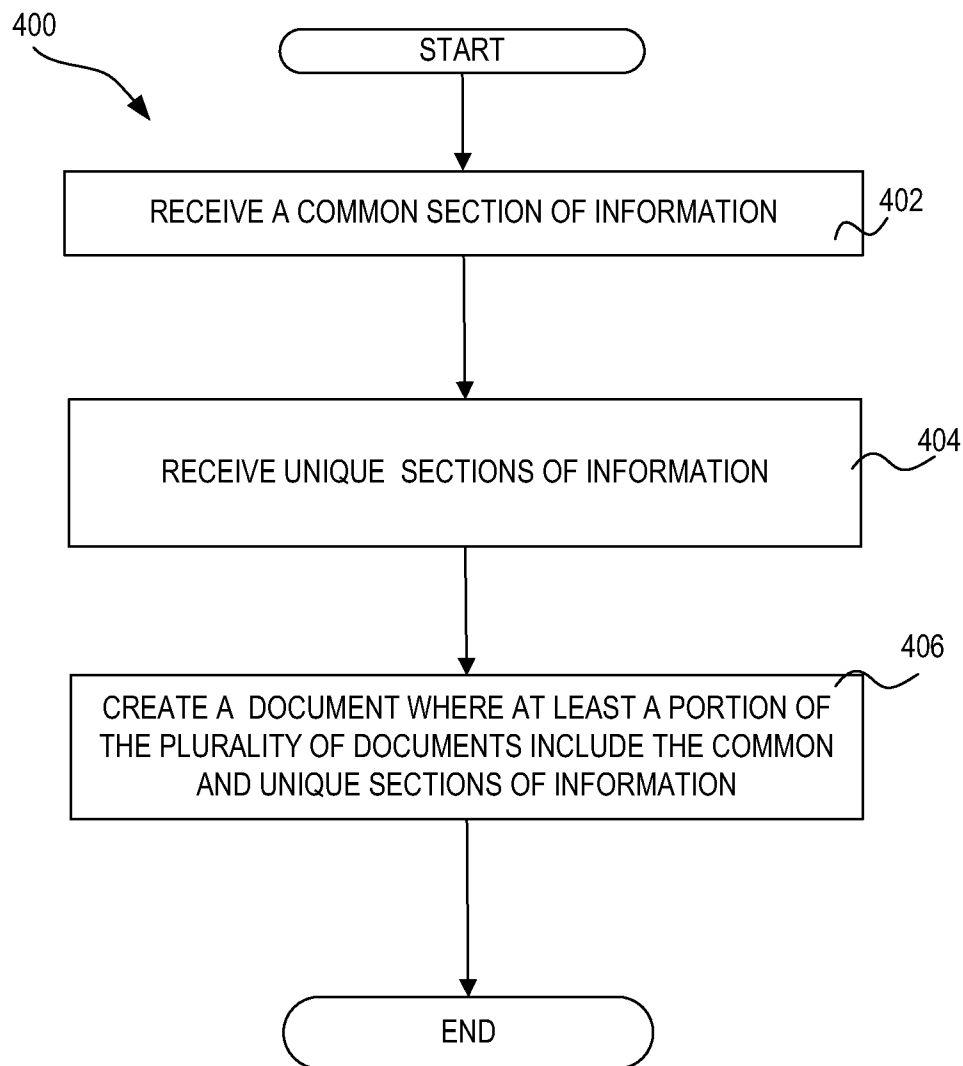 400
START
RECEIVE A COMMON SECTION OF INFORMATION
402
RECEIVE UNIQUE  SECTIONS OF INFORMATION
404
406
CREATE A  DOCUMENT WHERE AT LEAST A PORTION OF
THE PLURALITY OF DOCUMENTS INCLUDE THE COMMON
AND UNIQUE SECTIONS OF INFORMATION
END